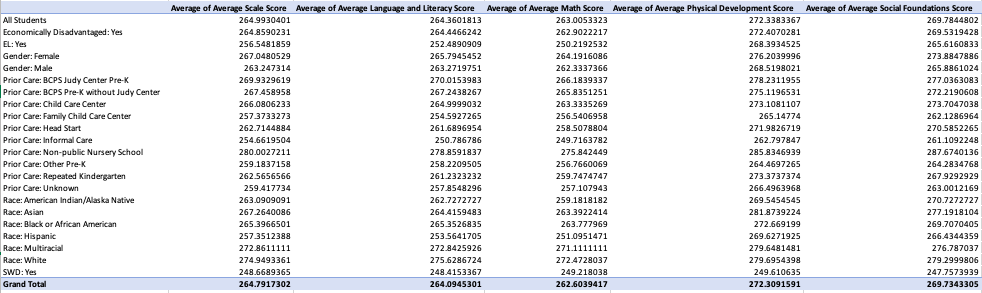 Average of Average Scale Score Average of Average Language and Literacy Score Average of Average Math Score Average of Average Physical Development Score Average of Average Social Foundations Score
All Students 264.9930401 264.3601813 263.0053323 272.3383367 269.7844802
Economically Disadvantaged: Yes 264.8590231 264.4466242 262.9022217 272.4070281 269.5319428
EL: Yes 256.5481859 252.4890909 250.2192532 268.3934525 265.6160833
Gender: Female 267.0480529 265.7945452 264.1916086 276.2039996 273.8847886
Gender: Male 263.247314 263.2719751 262.3337366 268.5198021 265.8861024
Prior Care: BCPS Judy Center Pre-K 269.9329619 270.0153983 266.1839337 278.2311955 277.0363083
Prior Care: BCPS Pre-K without Judy Center 267.458958 267.2438267 265.8351251 275.1196531 272.2190608
Prior Care: Child Care Center 266.0806233 264.9999032 263.3335269 273.1081107 273.7047038
Prior Care: Family Child Care Center 257.3733273 254.5927265 256.5406958 265.14774 262.1286964
Prior Care: Head Start 262.7144884 261.6896954 258.5078804 271.9826719 270.5852265
Prior Care: Informal Care 254.6619504 250.786786 249.7163782 262.797847 261.1092248
Prior Care: Non-public Nursery School 280.0027211 278.8591837 275.842449 285.8346939 287.6740136
Prior Care: Other Pre-K 259.1837158 258.2209505 256.7660069 264.4697265 264.2834768
Prior Care: Repeated Kindergarten 262.5656566 261.2323232 259.4744747 273.3737374 267.9292929
Prior Care: Unknown 259.417734 257.8548296 257.107943 266.4963968 263.0012169
Race: American Indian/Alaska Native 263.0909091 262.7272727 259.1818182 269.5454545 270.7272727
Race: Asian 267.2640086 264.4159483 263.3922414 281.8739224 277.1918104
Race: Black or African American 265.3966501 265.3526835 263.777969 272.669199 269.7070405
Race: Hispanic 257.3512388 253.5641705 251.0951471 269.6271925 266.4344359
Race: Multiracial 272.8611111 272.8425926 271.1111111 279.6481481 276.787037
Race: White 274.9493361 275.6286724 272.4728037 279.6954398 279.2999806
SWD: Yes 248.6689365 248.4153367 249.218038 249.610635 247.7573939
Grand Total 264.7917302 264.0945301 262.6039417 272.3091591 269.7343305